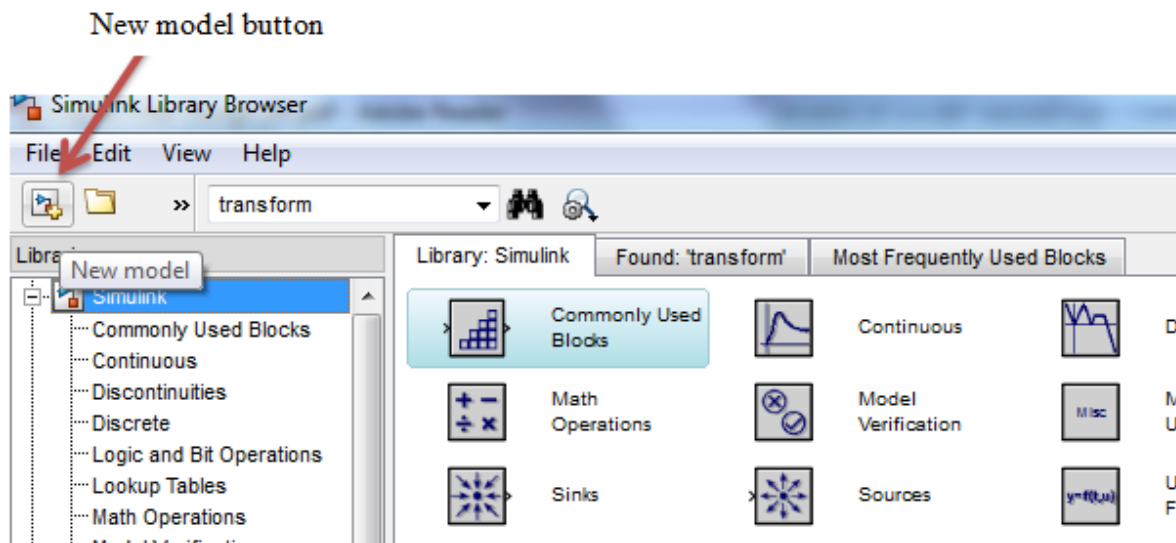 New model button
Simulink Library Browser
File Edit View Help
» transform
New model
Simulink
Commonly Used Blocks
Continuous
Discontinuities
Discrete
Logic and Bit Operations
Lookup Tables
Math Operations
Library: Simulink Found: 'transform' Most Frequently Used Blocks
Commonly Used
Blocks
Continuous
D
Math
Operations
Model
Verification
Misc
M
U
Sinks
Sources
y=f(t,u)
U
F